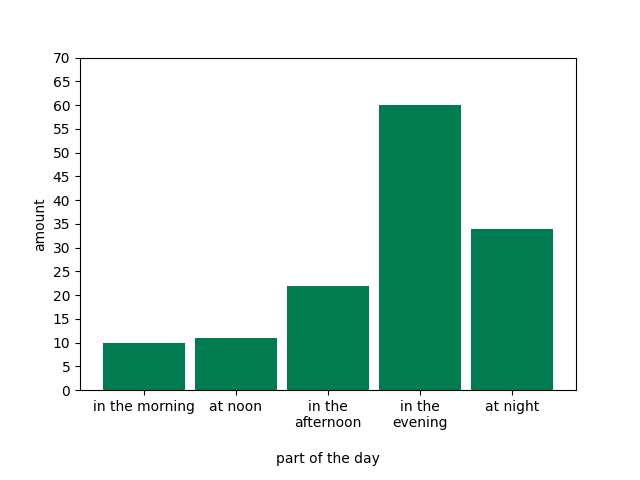 70
65
60
55
50
45
40
35
30
25
20
15
10
5
0
amount
in the morning
at noon
in the
afternoon
in the
evening
at night
part of the day